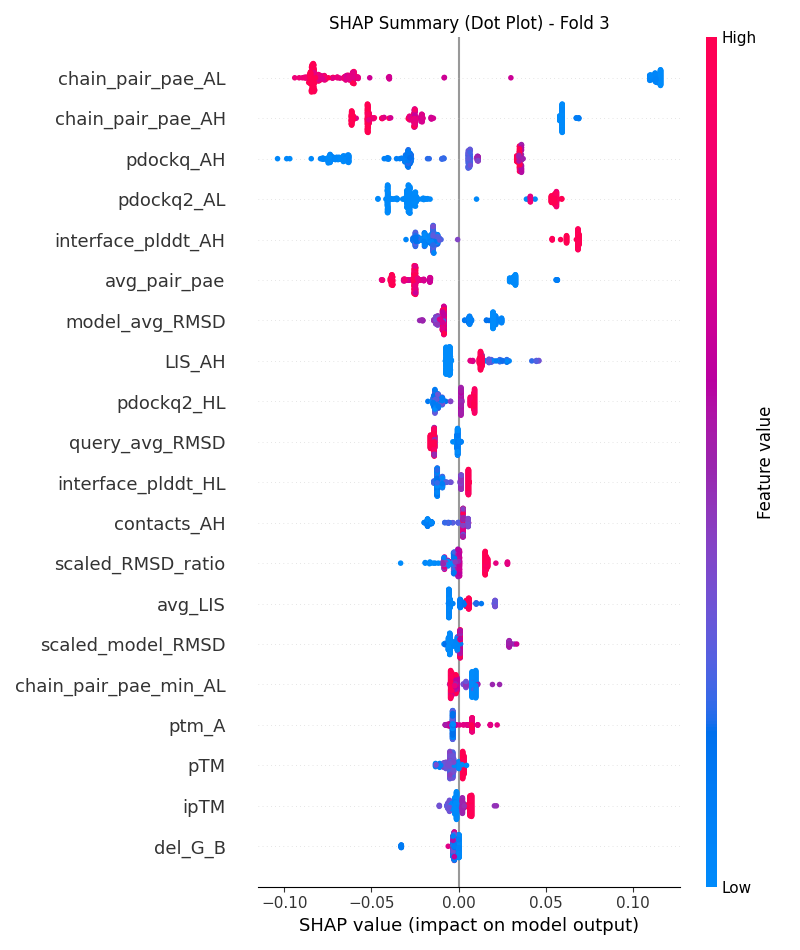 SHAP Summary (Dot Plot) - Fold 3
High
chain_pair_pae_AL
chain_pair_pae_AH
pdockq_AH
pdockq2_AL
interface_plddt_AH
avg_pair_pae
model_avg_RMSD
LIS_AH
pdockq2_HL
query_avg_RMSD
interface_plddt_HL
contacts_AH
scaled_RMSD_ratio
avg_LIS
scaled_model_RMSD
chain_pair_pae_min_AL
ptm_A
pTM
ipTM
del_G_B
Feature value
Low
−0.10 −0.05 0.00 0.05 0.10
SHAP value (impact on model output)